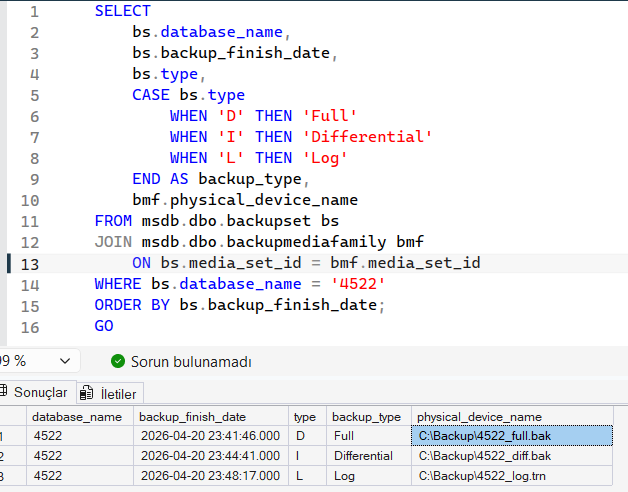 1 SELECT
2 bs.database_name,
3 bs.backup_finish_date,
4 bs.type,
5 CASE bs.type
6 WHEN 'D' THEN 'Full'
7 WHEN 'I' THEN 'Differential'
8 WHEN 'L' THEN 'Log'
9 END AS backup_type,
10 bmf.physical_device_name
11 FROM msdb.dbo.backupset bs
12 JOIN msdb.dbo.backupmediafamily bmf
13 ON bs.media_set_id = bmf.media_set_id
14 WHERE bs.database_name = '4522'
15 ORDER BY bs.backup_finish_date;
16 GO
99 % Sorun bulunamadı
Sonuçlar İletiler
database_name backup_finish_date type backup_type physical_device_name
1 4522 2026-04-20 23:41:46.000 D Full C:\Backup\4522_full.bak
2 4522 2026-04-20 23:44:41.000 I Differential C:\Backup\4522_diff.bak
3 4522 2026-04-20 23:48:17.000 L Log C:\Backup\4522_log.trn